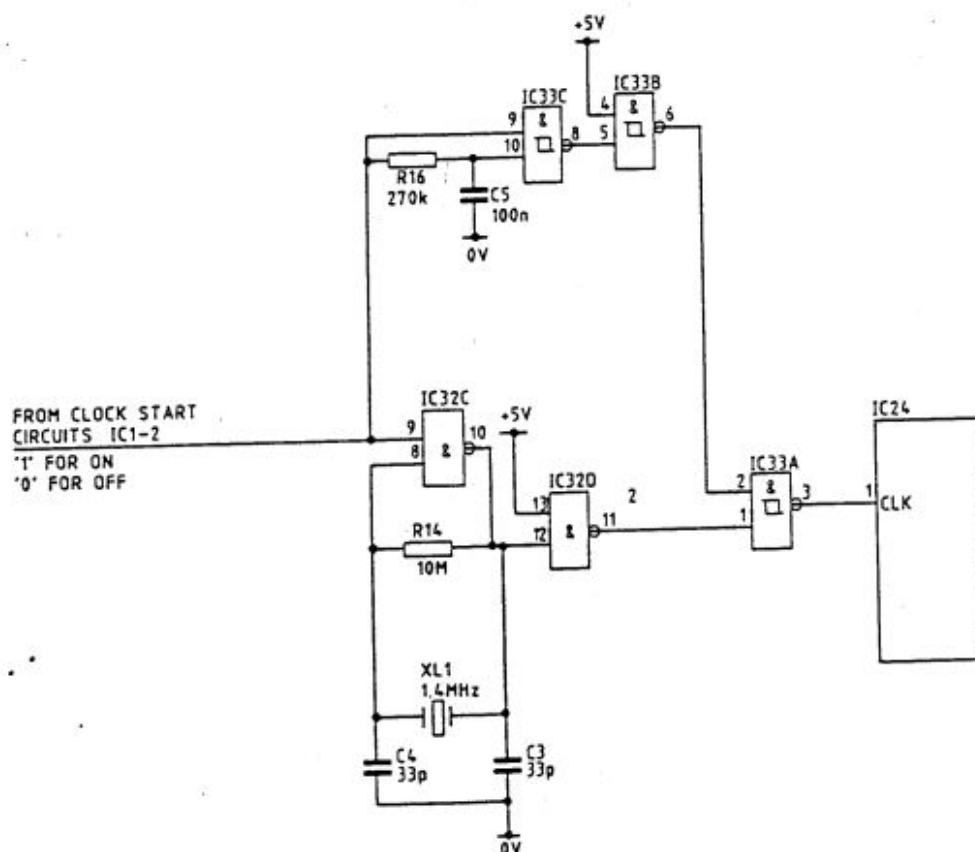 +5V
IC33C
IC33B
9
&
10
8
4
&
5
6
R16
270k
C5
100n
0V
FROM CLOCK START
CIRCUITS IC1-2
"1" FOR ON
"0" FOR OFF
IC32C
9
8
&
10
+5V
IC32D
13
12
&
11
2
IC33A
2
&
1
3
IC24
1
CLK
R14
10M
XL1
1,4MHz
C4
33p
C3
33p
0V